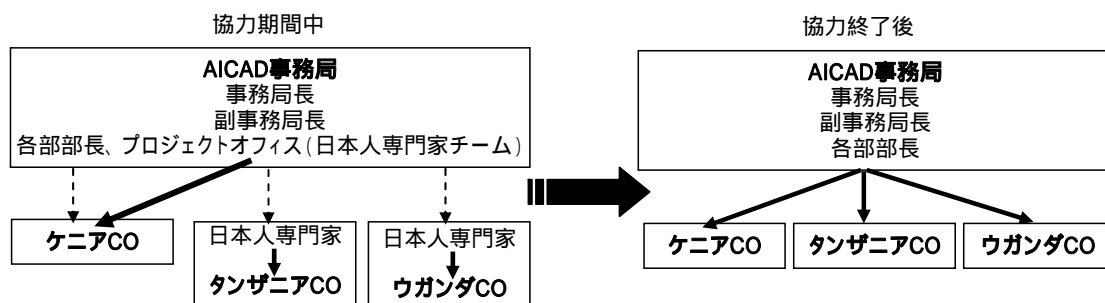 協力期間中
AICAD事務局
事務局長
副事務局長
各部部長、プロジェクトオフィス(日本人専門家チーム)
ケニアCO
日本人専門家
タンザニアCO
日本人専門家
ウガンダCO
協力終了後
AICAD事務局
事務局長
副事務局長
各部部長
ケニアCO
タンザニアCO
ウガンダCO